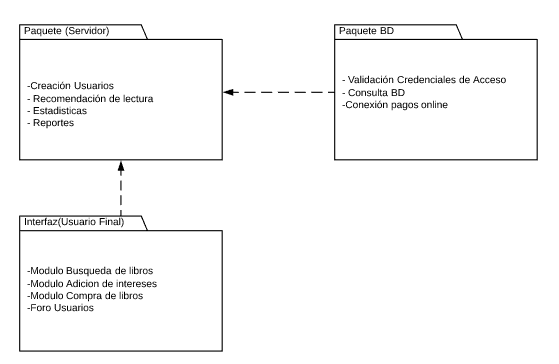 Paquete (Servidor)
-Creación Usuarios
- Recomendación de lectura
- Estadisticas
- Reportes
Paquete BD
- Validación Credenciales de Acceso
- Consulta BD
-Conexión pagos online
Interfaz(Usuario Final)
-Modulo Busqueda de libros
-Modulo Adicion de intereses
-Modulo Compra de libros
-Foro Usuarios